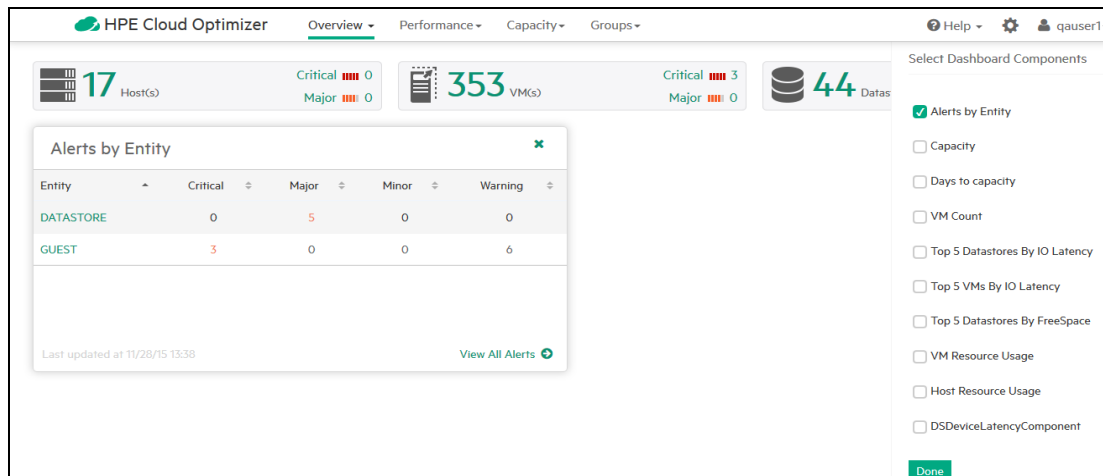 HPE Cloud Optimizer Overview Performance Capacity Groups Help qauser1
Select Dashboard Components
17 Host(s) Critical 0 Major 0
353 VM(s) Critical 3 Major 0
44
Alerts by Entity
Entity Critical Major Minor Warning
DATASTORE 0 5 0 0
GUEST 3 0 0 6
Last updated at 11/28/15 13:38 View All Alerts
Alerts by Entity
Capacity
Days to capacity
VM Count
Top 5 Datastores By IO Latency
Top 5 VMs By IO Latency
Top 5 Datastores By FreeSpace
VM Resource Usage
Host Resource Usage
DSDeviceLatencyComponent
Done